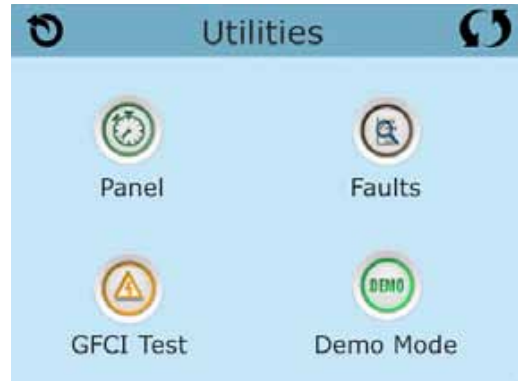 Utilities
Panel
Faults
DEMO
GFCI Test
Demo Mode